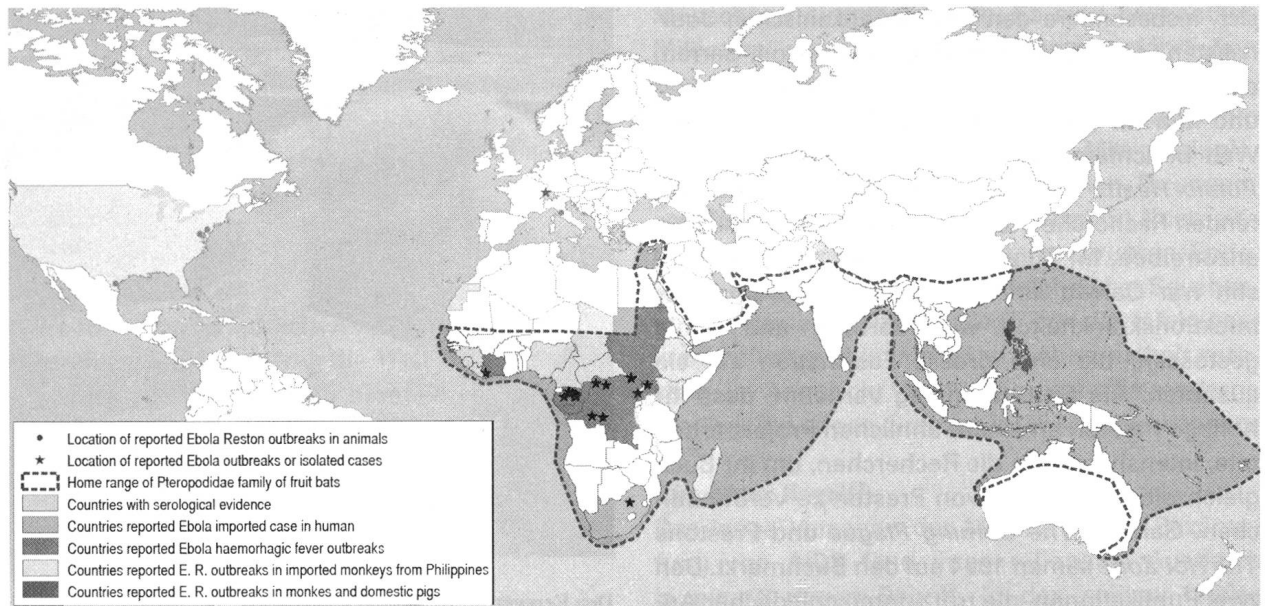 Location of reported Ebola Reston outbreaks in animals
Location of reported Ebola outbreaks or isolated cases
Home range of Pteropodidae family of fruit bats
Countries with serological evidence
Countries reported Ebola imported case in human
Countries reported Ebola haemorhagic fever outbreaks
Countries reported E. R. outbreaks in imported monkeys from Philippines
Countries reported E. R. outbreaks in monkes and domestic pigs